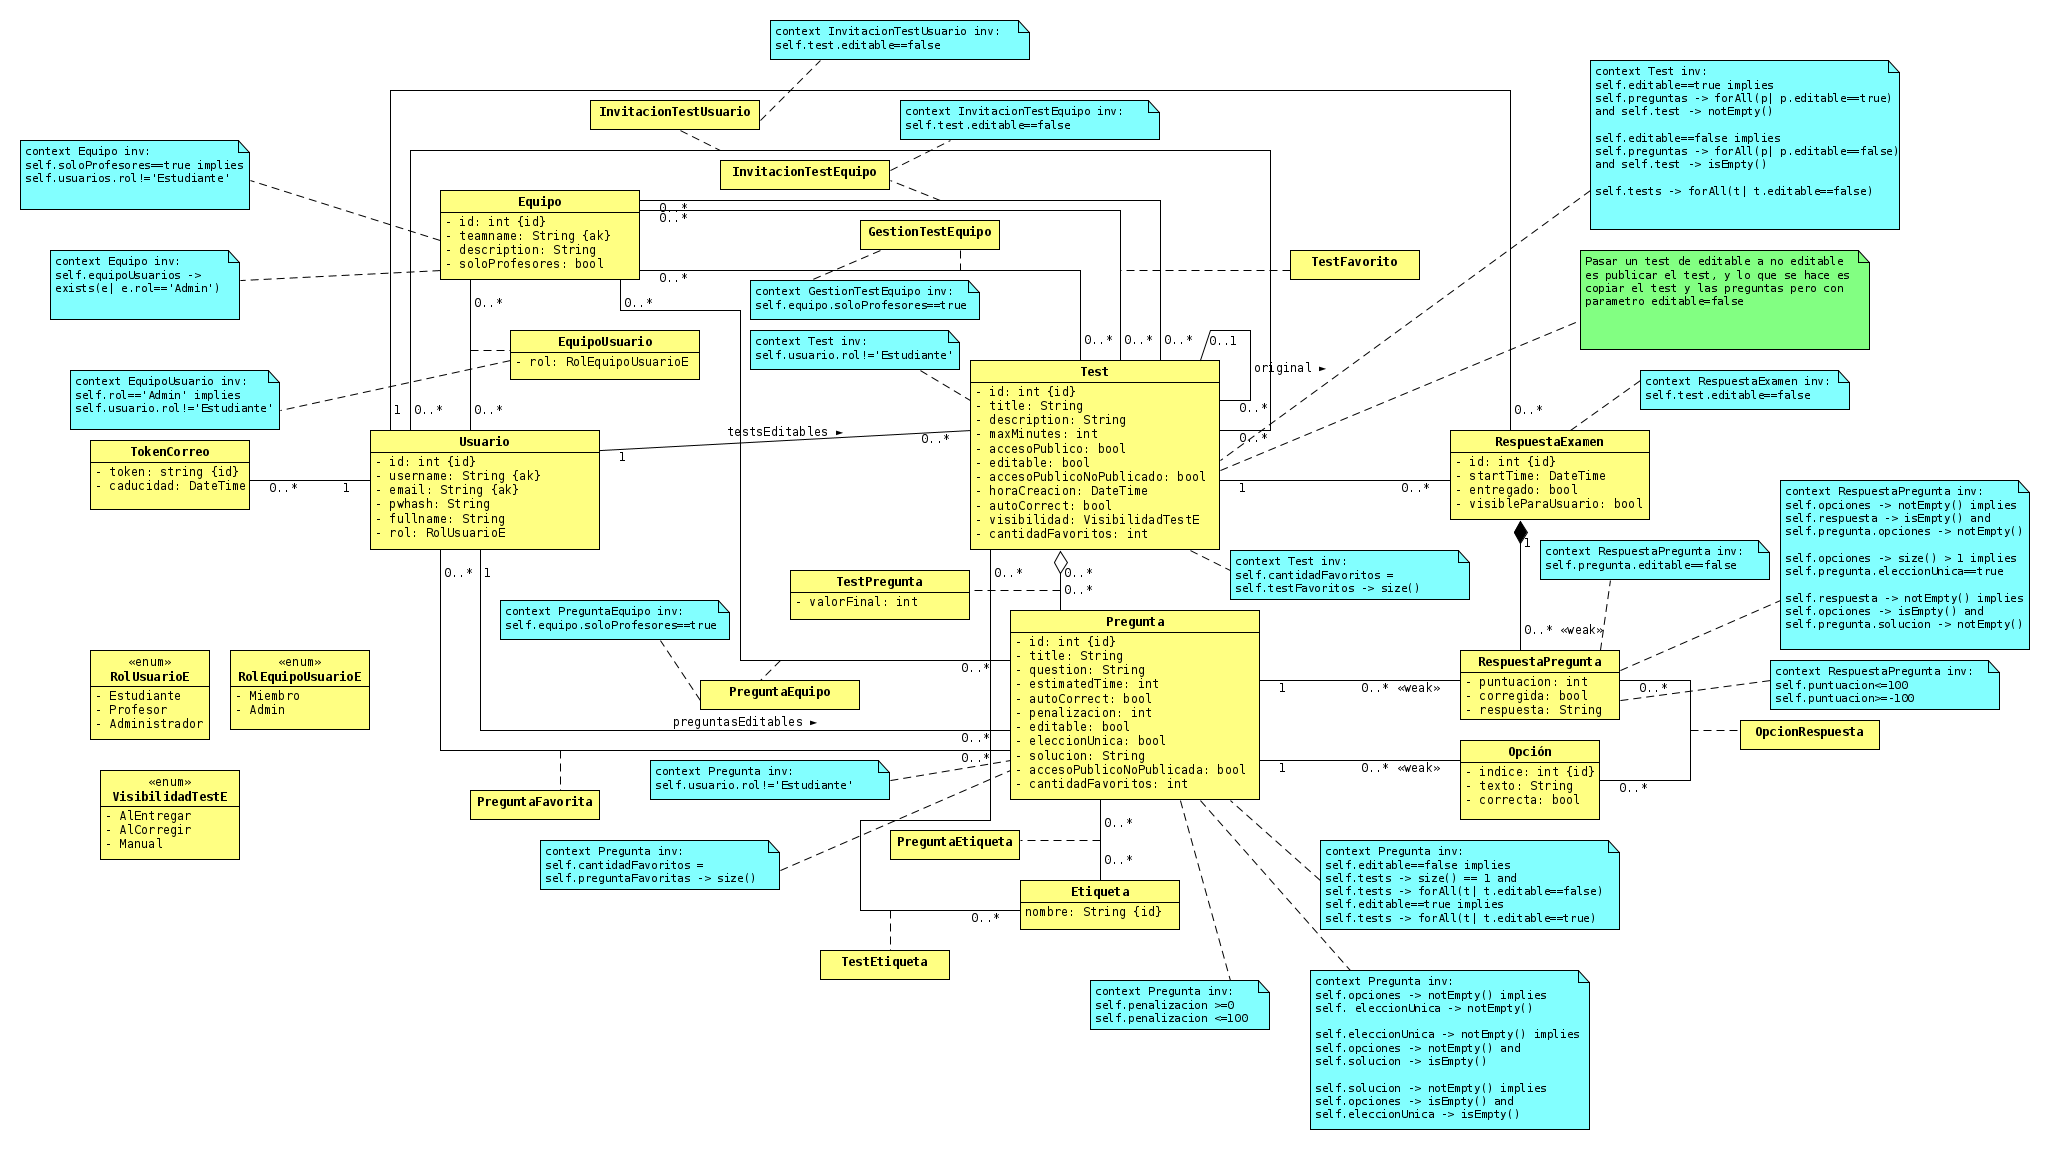 context InvitacionTestUsuario inv:
self.test.editable==false
InvitacionTestUsuario
context InvitacionTestEquipo inv:
self.test.editable==false
InvitacionTestEquipo
context Test inv:
self.editable==true implies
self.preguntas -> forAll(p| p.editable==true)
and self.test -> notEmpty()
self.editable==false implies
self.preguntas -> forAll(p| p.editable==false)
and self.test -> isEmpty()
self.tests -> forAll(t| t.editable==false)
context Equipo inv:
self.soloProfesores==true implies
self.usuarios.rol!='Estudiante'
Equipo
- id: int {id}
- teamname: String {ak}
- description: String
- soloProfesores: bool
0..*
0..*
0..*
0..*
0..*
GestionTestEquipo
TestFavorito
context Equipo inv:
self.equipoUsuarios ->
exists(e| e.rol=='Admin')
context GestionTestEquipo inv:
self.equipo.soloProfesores==true
Pasar un test de editable a no editable
es publicar el test, y lo que se hace es
copiar el test y las preguntas pero con
parametro editable=false
EquipoUsuario
- rol: RolEquipoUsuarioE
context Test inv:
self.usuario.rol!='Estudiante'
0..*
0..*
0..*
0..1
original ►
0..*
0..*
context EquipoUsuario inv:
self.rol=='Admin' implies
self.usuario.rol!='Estudiante'
1
0..*
0..*
Test
- id: int {id}
- title: String
- description: String
- maxMinutes: int
- accesoPublico: bool
- editable: bool
- accesoPublicoNoPublicado: bool
- horaCreacion: DateTime
- autoCorrect: bool
- visibilidad: VisibilidadTestE
- cantidadFavoritos: int
context RespuestaExamen inv:
self.test.editable==false
0..*
testsEditables ►
1
0..*
TokenCorreo
- token: string {id}
- caducidad: DateTime
0..*
1
Usuario
- id: int {id}
- username: String {ak}
- email: String {ak}
- pwhash: String
- fullname: String
- rol: RolUsuarioE
RespuestaExamen
- id: int {id}
- startTime: DateTime
- entregado: bool
- visibleParaUsuario: bool
1
0..*
context RespuestaPregunta inv:
self.opciones -> notEmpty() implies
self.respuesta -> isEmpty() and
self.pregunta.opciones -> notEmpty()
self.opciones -> size() > 1 implies
self.pregunta.eleccionUnica==true
self.respuesta -> notEmpty() implies
self.opciones -> isEmpty() and
self.pregunta.solucion -> notEmpty()
1
context RespuestaPregunta inv:
self.pregunta.editable==false
0..* «weak»
context Test inv:
self.cantidadFavoritos =
self.testFavoritos -> size()
0..*
1
0..*
0..*
0..*
TestPregunta
- valorFinal: int
context PreguntaEquipo inv:
self.equipo.soloProfesores==true
Pregunta
- id: int {id}
- title: String
- question: String
- estimatedTime: int
- autoCorrect: bool
- penalizacion: int
- editable: bool
- eleccionUnica: bool
- solucion: String
- accesoPublicoNoPublicada: bool
- cantidadFavoritos: int
«enum»
RolUsuarioE
- Estudiante
- Profesor
- Administrador
«enum»
RolEquipoUsuarioE
- Miembro
- Admin
0..*
PreguntaEquipo
preguntasEditables ►
0..*
0..*
1
0..* «weak»
RespuestaPregunta
- puntuacion: int
- corregida: bool
- respuesta: String
0..*
context RespuestaPregunta inv:
self.puntuacion<=100
self.puntuacion>=-100
OpcionRespuesta
1
0..* «weak»
Opción
- indice: int {id}
- texto: String
- correcta: bool
0..*
«enum»
VisibilidadTestE
- AlEntregar
- AlCorregir
- Manual
PreguntaFavorita
context Pregunta inv:
self.usuario.rol!='Estudiante'
context Pregunta inv:
self.cantidadFavoritos =
self.preguntaFavoritas -> size()
PreguntaEtiqueta
0..*
0..*
Etiqueta
nombre: String {id}
0..*
TestEtiqueta
context Pregunta inv:
self.editable==false implies
self.tests -> size() == 1 and
self.tests -> forAll(t| t.editable==false)
self.editable==true implies
self.tests -> forAll(t| t.editable==true)
context Pregunta inv:
self.penalizacion >=0
self.penalizacion <=100
context Pregunta inv:
self.opciones -> notEmpty() implies
self. eleccionUnica -> notEmpty()
self.eleccionUnica -> notEmpty() implies
self.opciones -> notEmpty() and
self.solucion -> isEmpty()
self.solucion -> notEmpty() implies
self.opciones -> isEmpty() and
self.eleccionUnica -> isEmpty()